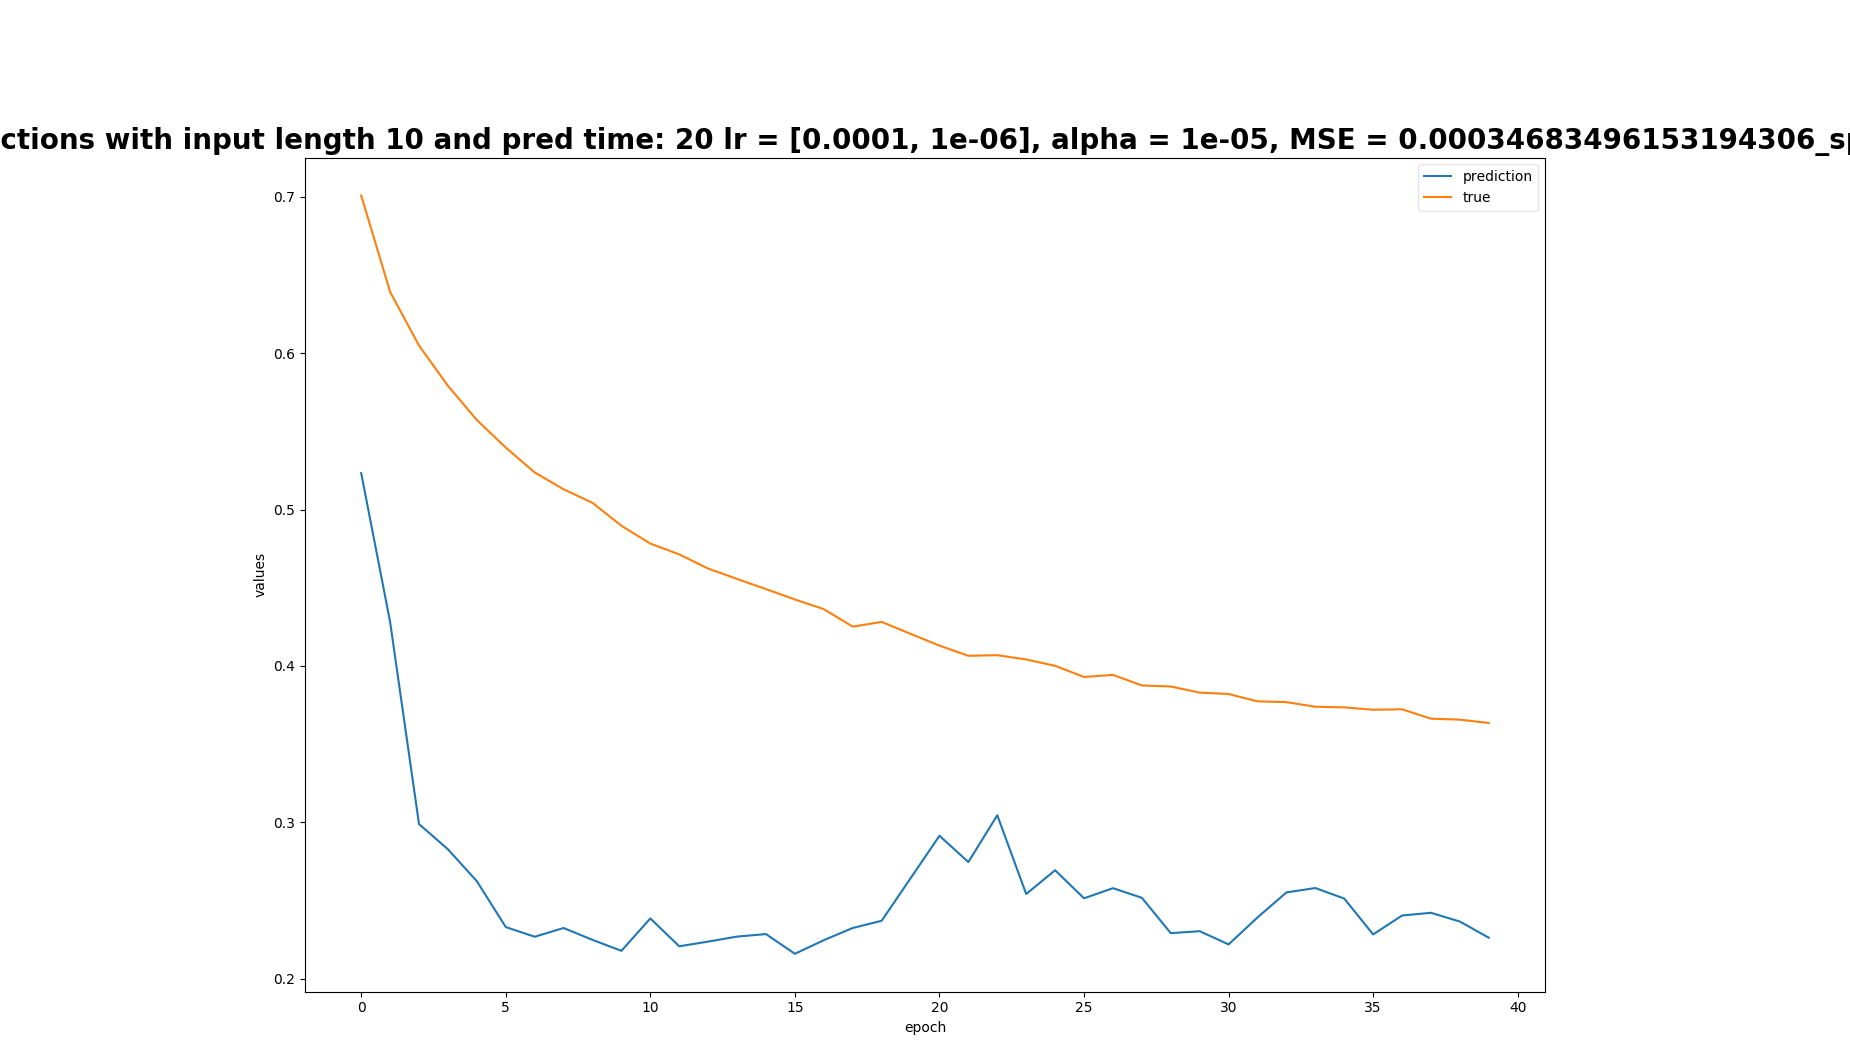 ctions with input length 10 and pred time: 20 lr = [0.0001, 1e-06], alpha = 1e-05, MSE = 0.00034683496153194306_sp
prediction
true
0.7
0.6
0.5
0.4
0.3
0.2
values
0 5 10 15 20 25 30 35 40
epoch